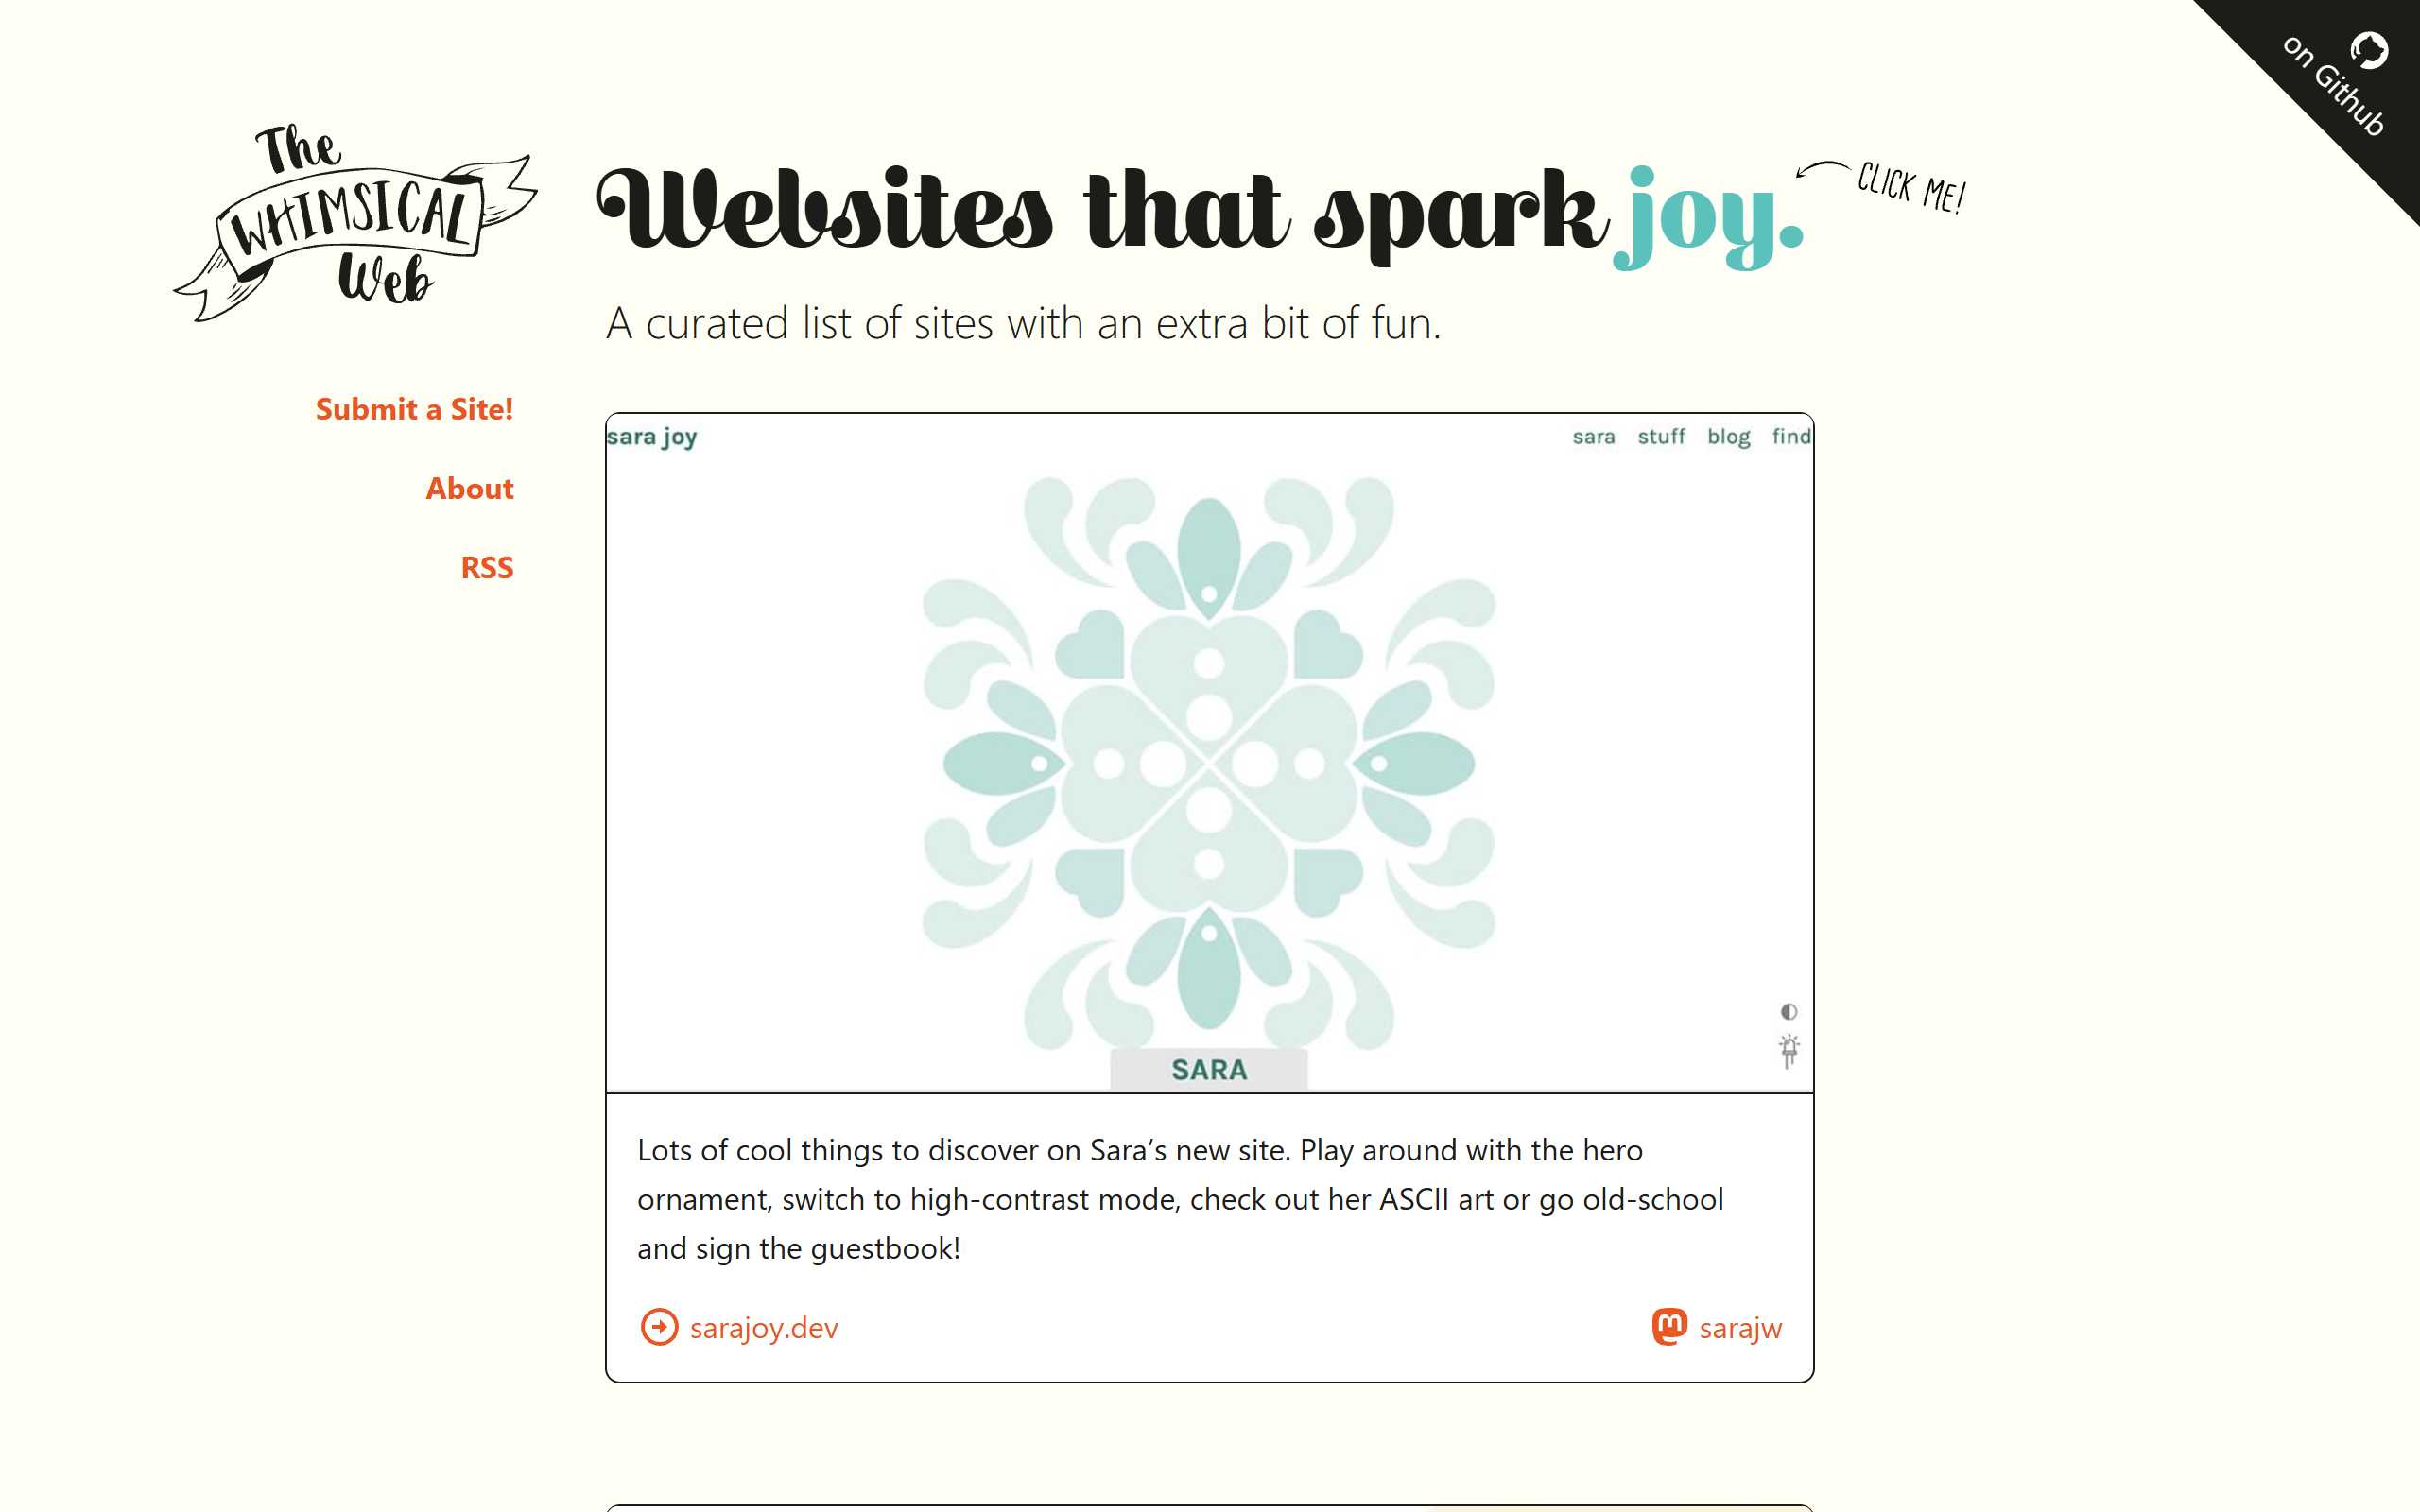 on Github
The
WHIMSICAL
Web
Websites that spark joy.
CLICK ME!
A curated list of sites with an extra bit of fun.
Submit a Site!
About
RSS
sara joy
sara stuff blog find
SARA
Lots of cool things to discover on Sara’s new site. Play around with the hero
ornament, switch to high-contrast mode, check out her ASCII art or go old-school
and sign the guestbook!
sarajoy.dev
sarajw